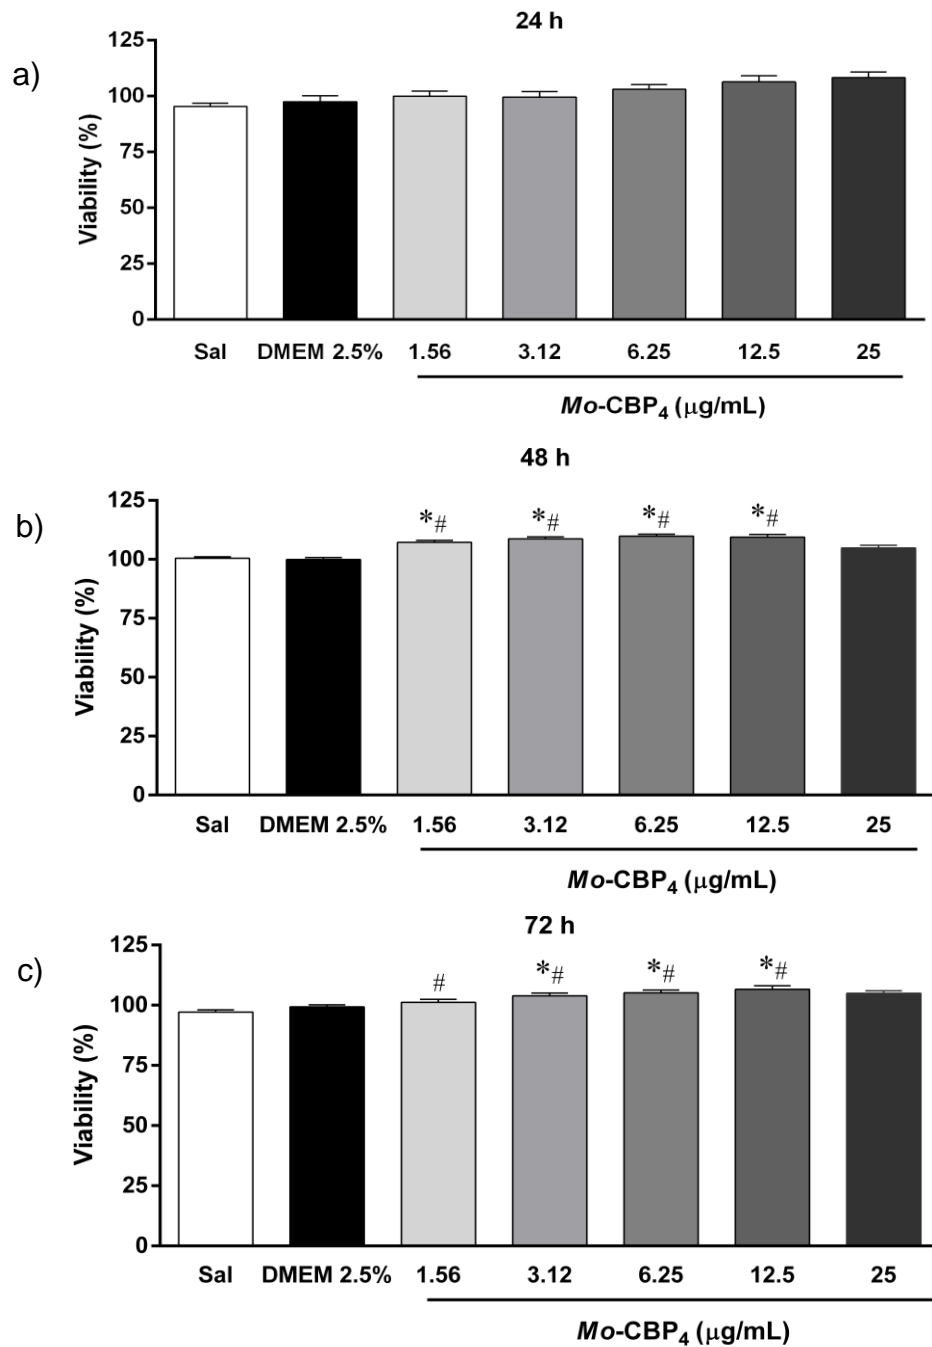 24 h
a)
Viability (%)
125
100
75
50
25
0
Sal DMEM 2.5% 1.56 3.12 6.25 12.5 25
Mo-CBP4 (μg/mL)
48 h
b)
Viability (%)
125
100
75
50
25
0
*# *# *# *#
Sal DMEM 2.5% 1.56 3.12 6.25 12.5 25
Mo-CBP4 (μg/mL)
72 h
c)
Viability (%)
125
100
75
50
25
0
# *# *# *#
Sal DMEM 2.5% 1.56 3.12 6.25 12.5 25
Mo-CBP4 (μg/mL)